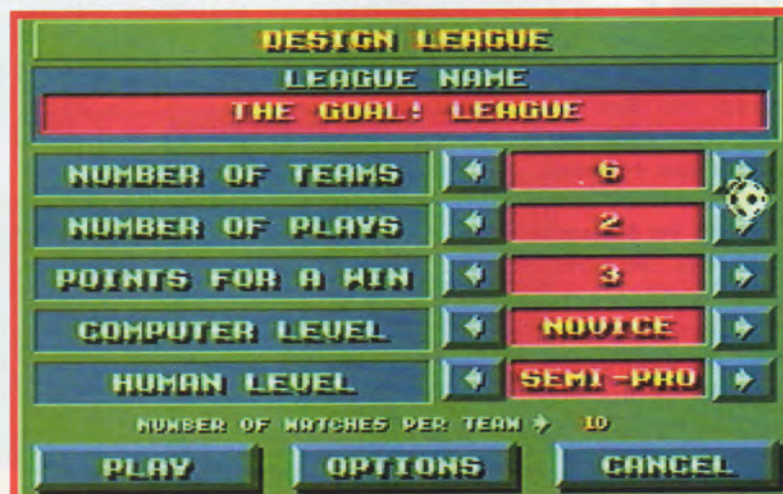 DESIGN LEAGUE
LEAGUE NAME
THE GOAL! LEAGUE
NUMBER OF TEAMS 6
NUMBER OF PLAYS 2
POINTS FOR A WIN 3
COMPUTER LEVEL NOVICE
HUMAN LEVEL SEMI-PRO
NUMBER OF MATCHES PER TEAM → 10
PLAY OPTIONS CANCEL